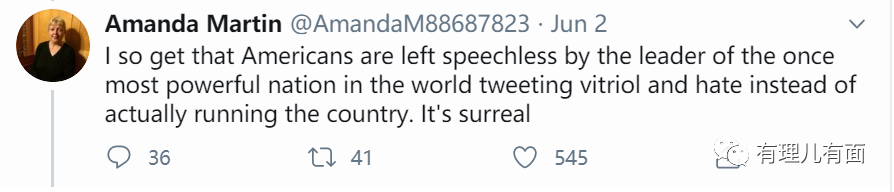 Amanda Martin @AmandaM88687823 · Jun 2
I so get that Americans are left speechless by the leader of the once
most powerful nation in the world tweeting vitriol and hate instead of
actually running the country. It's surreal
36 41 545 有理儿有面